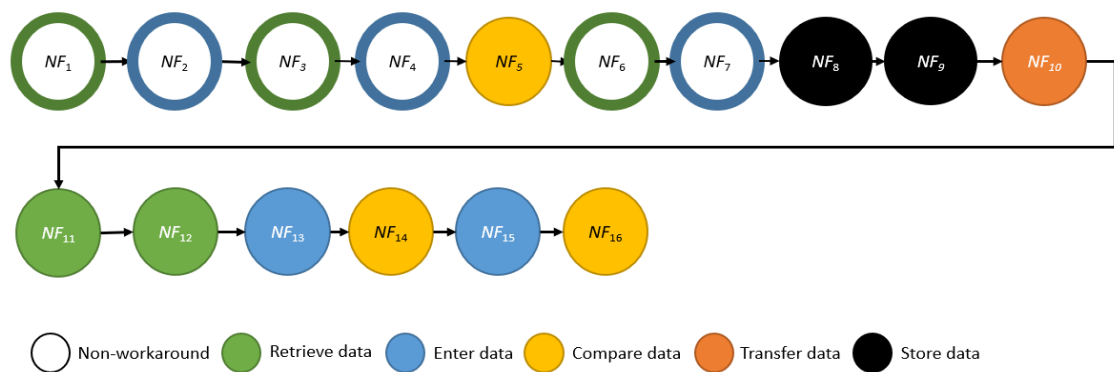 NF₁ NF₂ NF₃ NF₄ NF₅ NF₆ NF₇ NF₈ NF₉ NF₁₀
NF₁₁ NF₁₂ NF₁₃ NF₁₄ NF₁₅ NF₁₆
Non-workaround Retrieve data Enter data Compare data Transfer data Store data